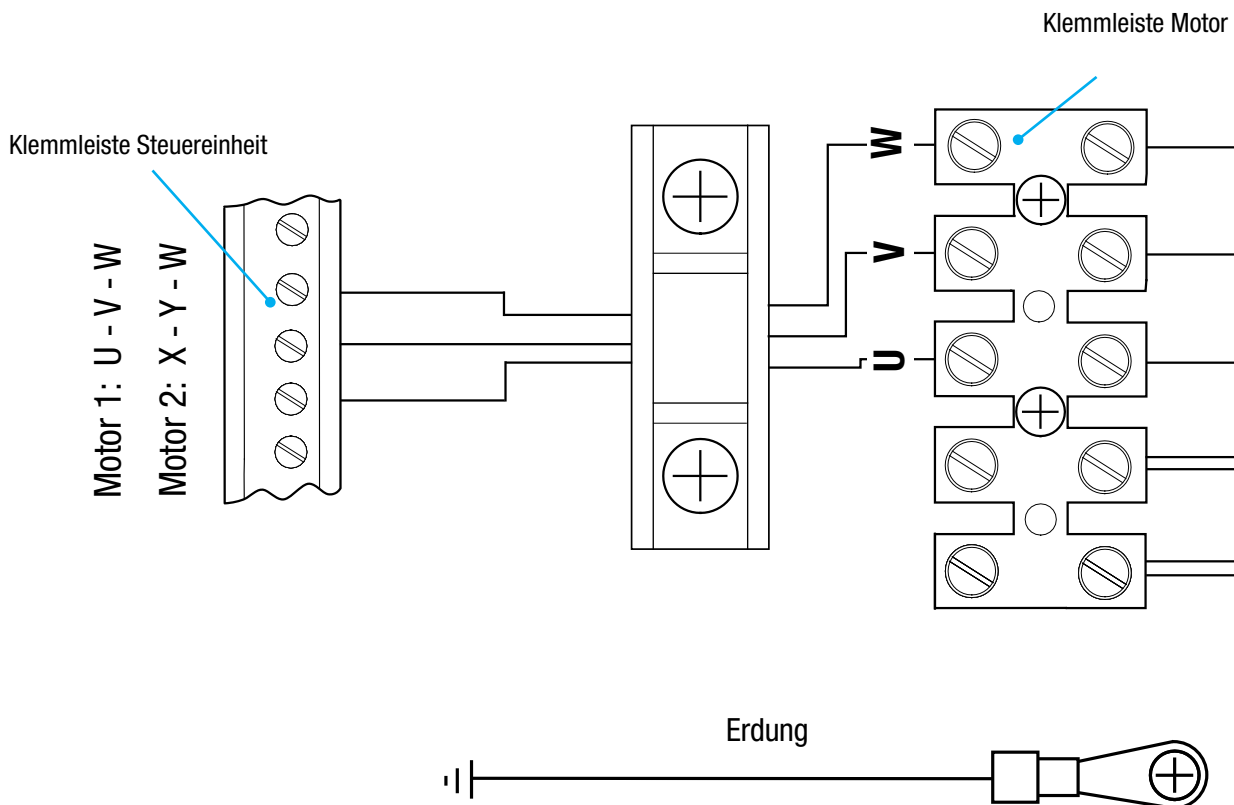 Klemmleiste Motor
Klemmleiste Steuereinheit
Motor 1: U - V - W
Motor 2: X - Y - W
W
V
U
Erdung